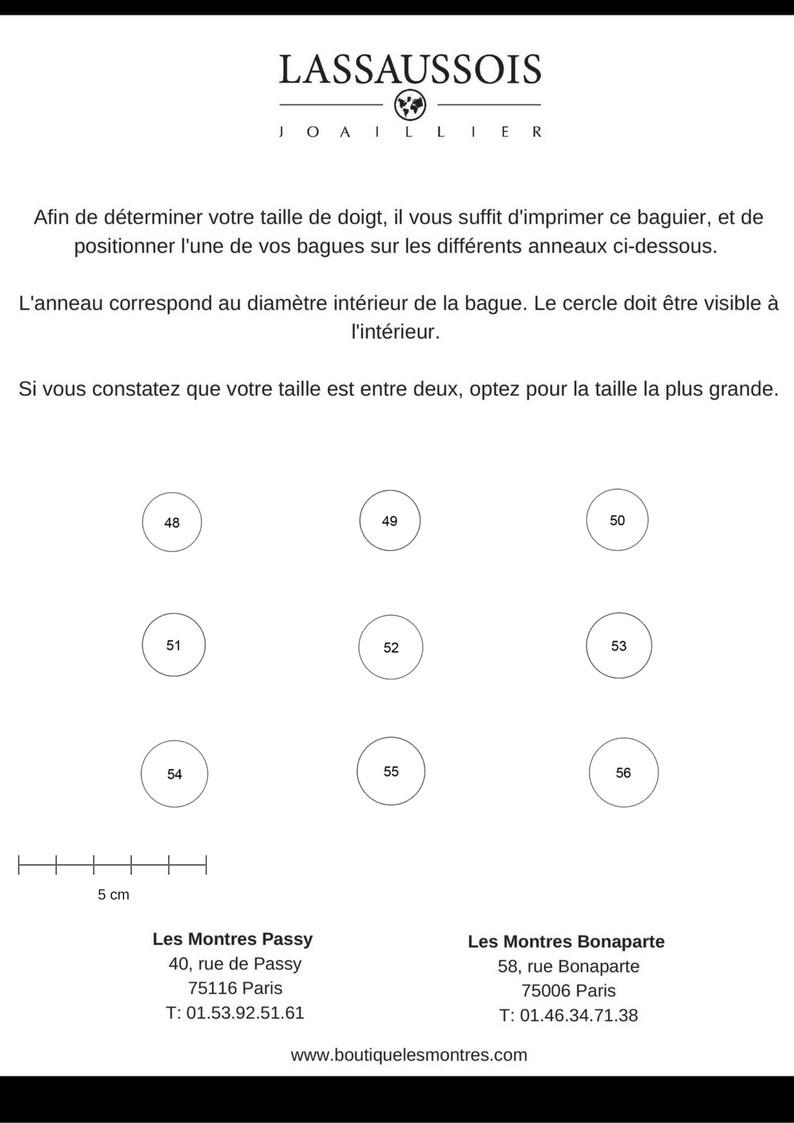 LASSAUSSOIS
JOAILLIER
Afin de déterminer votre taille de doigt, il vous suffit d'imprimer ce baguier, et de
positionner l'une de vos bagues sur les différents anneaux ci-dessous.
L'anneau correspond au diamètre intérieur de la bague. Le cercle doit être visible à
l'intérieur.
Si vous constatez que votre taille est entre deux, optez pour la taille la plus grande.
48 49 50
51 52 53
54 55 56
5 cm
Les Montres Passy
40, rue de Passy
75116 Paris
T: 01.53.92.51.61
Les Montres Bonaparte
58, rue Bonaparte
75006 Paris
T: 01.46.34.71.38
www.boutiquelesmontres.com